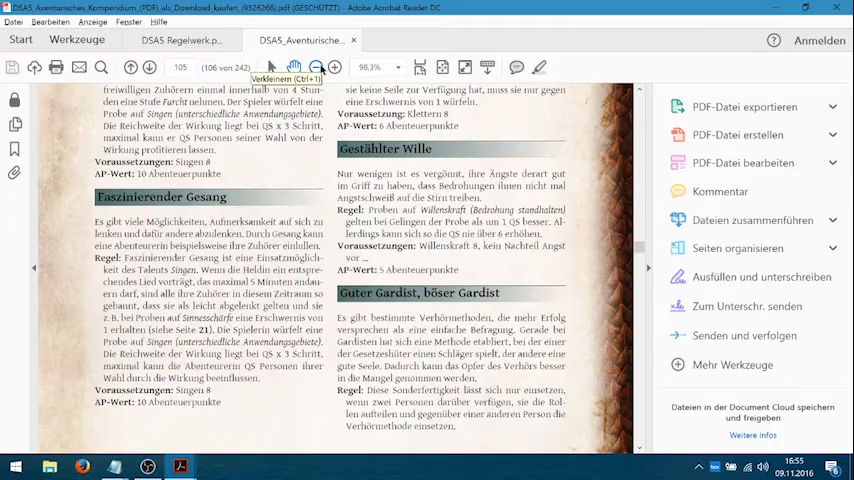 DSA5_Aventurisches_Kompendium_(PDF)_als_Download_kaufen_(9326266).pdf (GESCHÜTZT) - Adobe Acrobat Reader DC
Datei Bearbeiten Anzeige Fenster Hilfe
Start Werkzeuge DSA5 Regelwerk.p... DSA5_Aventurische... × Anmelden
105 (106 von 242) 98,3%
Verkleinern (Ctrl+1)
freiwilligen Zuhörern einmal innerhalb von 4 Stun-
den eine Stufe Furcht nehmen. Der Spieler würfelt eine
Probe auf Singen (unterschiedliche Anwendungsgebiete).
Die Reichweite der Wirkung liegt bei QS x 3 Schritt,
maximal kann er QS Personen seiner Wahl von der
Wirkung profitieren lassen.
Voraussetzungen: Singen 8
AP-Wert: 10 Abenteuerpunkte
Faszinierender Gesang
Es gibt viele Möglichkeiten, Aufmerksamkeit auf sich zu
lenken und dafür andere abzulenken. Durch Gesang kann
eine Abenteurerin beispielsweise ihre Zuhörer einlullen.
Regel: Faszinierender Gesang ist eine Einsatzmöglich-
keit des Talents Singen. Wenn die Heldin ein entspre-
chendes Lied vorträgt, das maximal 5 Minuten andau-
ern darf, sind alle ihre Zuhörer in diesem Zeitraum so
gebannt, dass sie als leicht abgelenkt gelten und sie
z. B. bei Proben auf Sinnesschärfe eine Erschwernis von
1 erhalten (siehe Seite 21). Die Spielerin würfelt eine
Probe auf Singen (unterschiedliche Anwendungsgebiete).
Die Reichweite der Wirkung liegt bei QS x 3 Schritt,
maximal kann die Abenteurerin QS Personen ihrer
Wahl durch die Wirkung beeinflussen.
Voraussetzungen: Singen 8
AP-Wert: 10 Abenteuerpunkte
sie keine Seile zur Verfügung hat, muss sie nur gegen
eine Erschwernis von 1 würfeln.
Voraussetzung: Klettern 8
AP-Wert: 6 Abenteuerpunkte
Gestählter Wille
Nur wenigen ist es vergönnt, ihre Ängste derart gut
im Griff zu haben, dass Bedrohungen ihnen nicht mal
Angstschweiß auf die Stirn treiben.
Regel: Proben auf Willenskraft (Bedrohung standhalten)
gelten bei Gelingen der Probe als um 1 QS besser. Al-
lerdings kann sich so die QS nie über 6 erhöhen.
Voraussetzungen: Willenskraft 8, kein Nachteil Angst
vor ...
AP-Wert: 5 Abenteuerpunkte
Guter Gardist, böser Gardist
Es gibt bestimmte Verhörmethoden, die mehr Erfolg
versprechen als eine einfache Befragung. Gerade bei
Gardisten hat sich eine Methode etabliert, bei der einer
der Gesetzeshüter einen Schläger spielt, der andere eine
gute Seele. Dadurch kann das Opfer des Verhörs besser
in die Mangel genommen werden.
Regel: Diese Sonderfertigkeit lässt sich nur einsetzen,
wenn zwei Personen darüber verfügen, sie die Rol-
len aufteilen und gegenüber einer anderen Person die
Verhörmethode einsetzen.
PDF-Datei exportieren
PDF-Datei erstellen
PDF-Datei bearbeiten
Kommentar
Dateien zusammenführen
Seiten organisieren
Ausfüllen und unterschreiben
Zum Unterschr. senden
Senden und verfolgen
Mehr Werkzeuge
Dateien in der Document Cloud speichern
und freigeben
Weitere Infos
16:55
09.11.2016